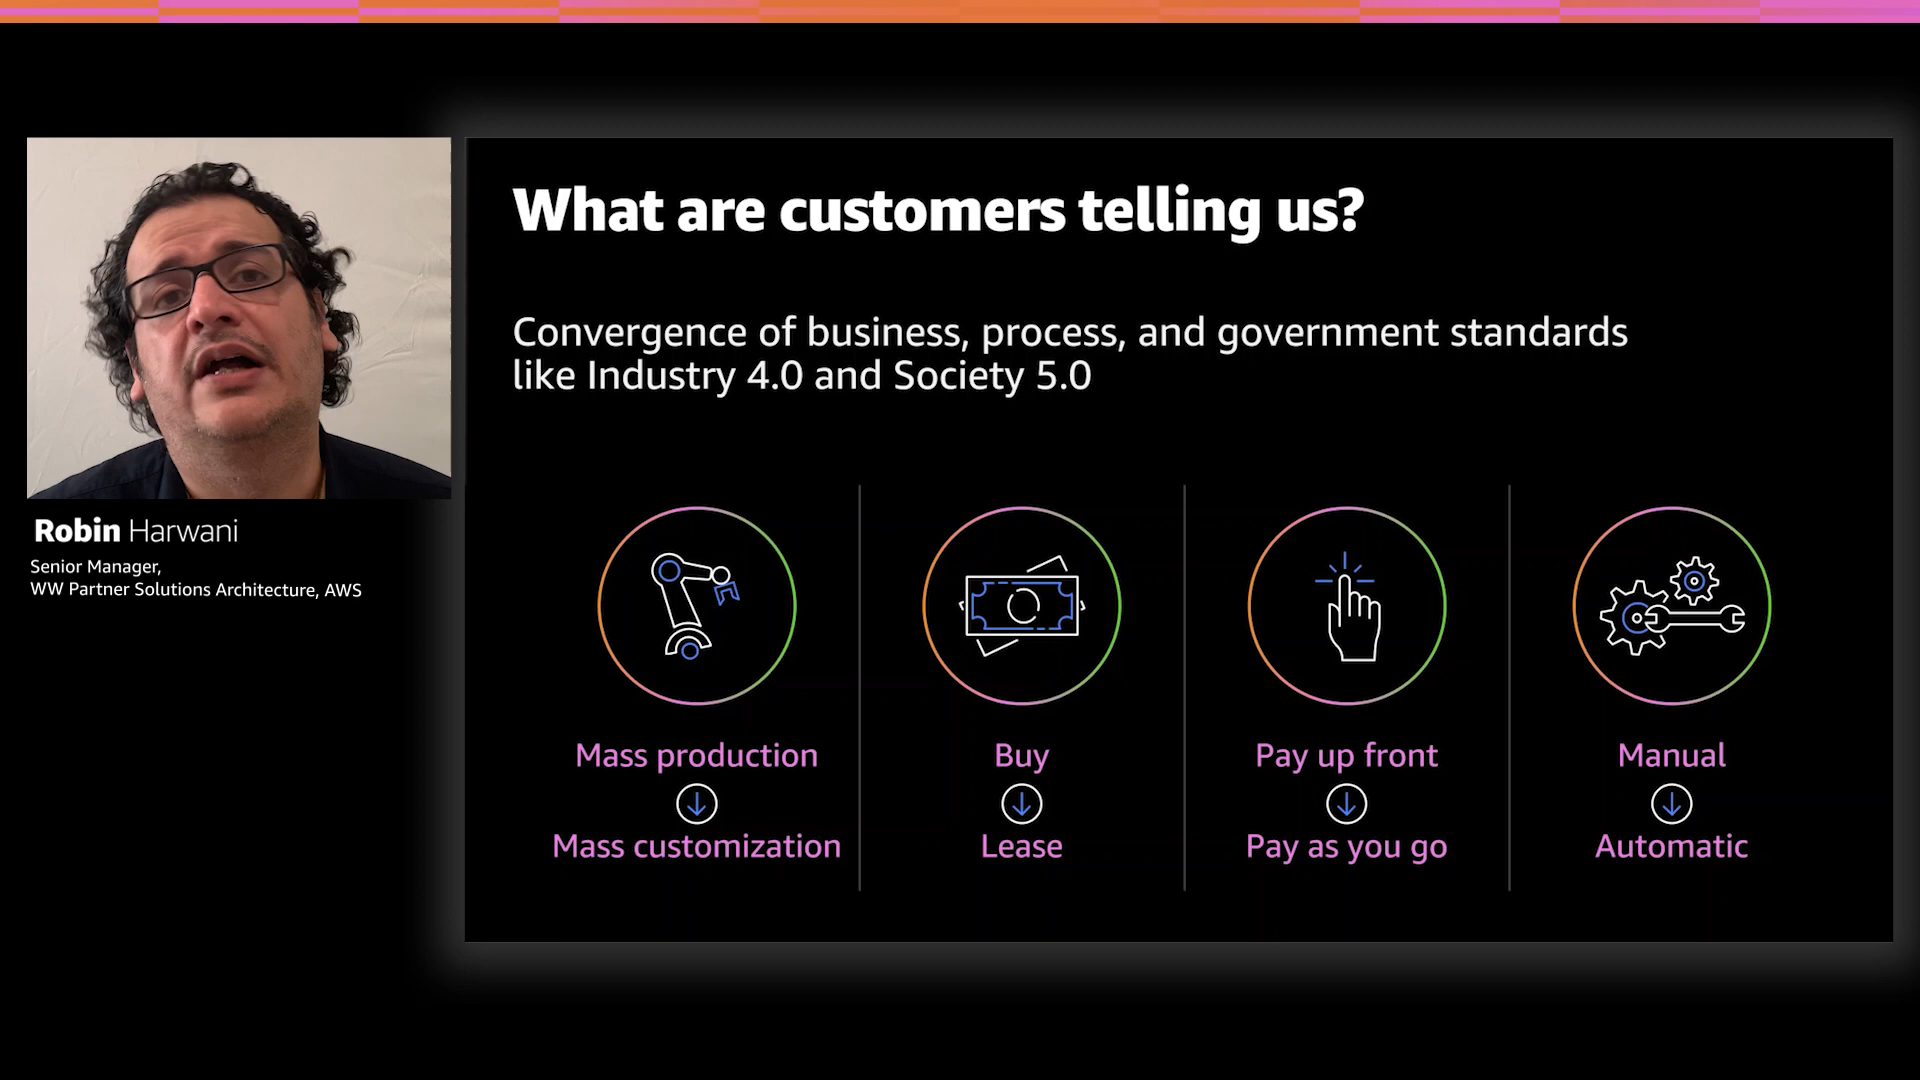 What are customers telling us?
Convergence of business, process, and government standards
like Industry 4.0 and Society 5.0
Robin Harwani
Senior Manager,
WW Partner Solutions Architecture, AWS
Mass production
Mass customization
Buy
Lease
Pay up front
Pay as you go
Manual
Automatic